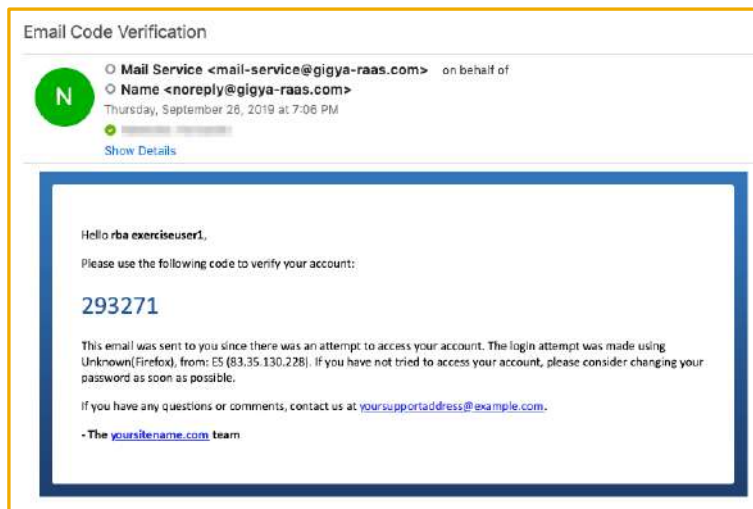 Email Code Verification
N
Mail Service <mail-service@gigya-raas.com> on behalf of
Name <noreply@gigya-raas.com>
Thursday, September 26, 2019 at 7:06 PM
Show Details
Hello rba exerciseuser1,
Please use the following code to verify your account:
293271
This email was sent to you since there was an attempt to access your account. The login attempt was made using
Unknown(Firefox), from: ES (83.35.130.228). If you have not tried to access your account, please consider changing your
password as soon as possible.
If you have any questions or comments, contact us at yoursupportaddress@example.com.
- The yoursitename.com team